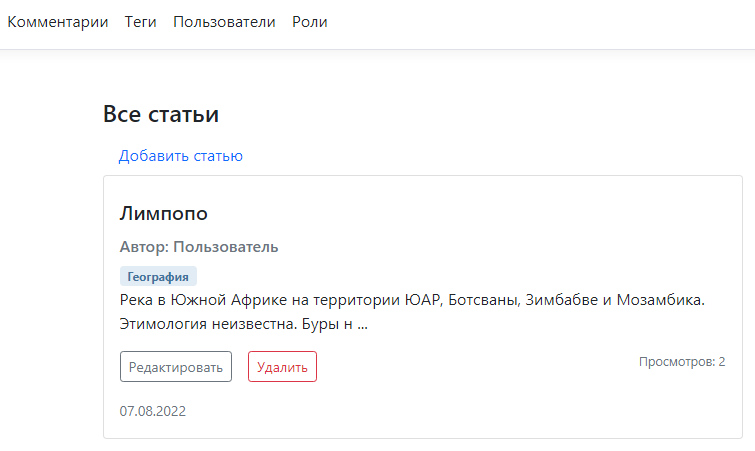 Комментарии Теги Пользователи Роли
Все статьи
Добавить статью
Лимпопо
Автор: Пользователь
География
Река в Южной Африке на территории ЮАР, Ботсваны, Зимбабве и Мозамбика.
Этимология неизвестна. Буры н ...
Редактировать Удалить Просмотров: 2
07.08.2022